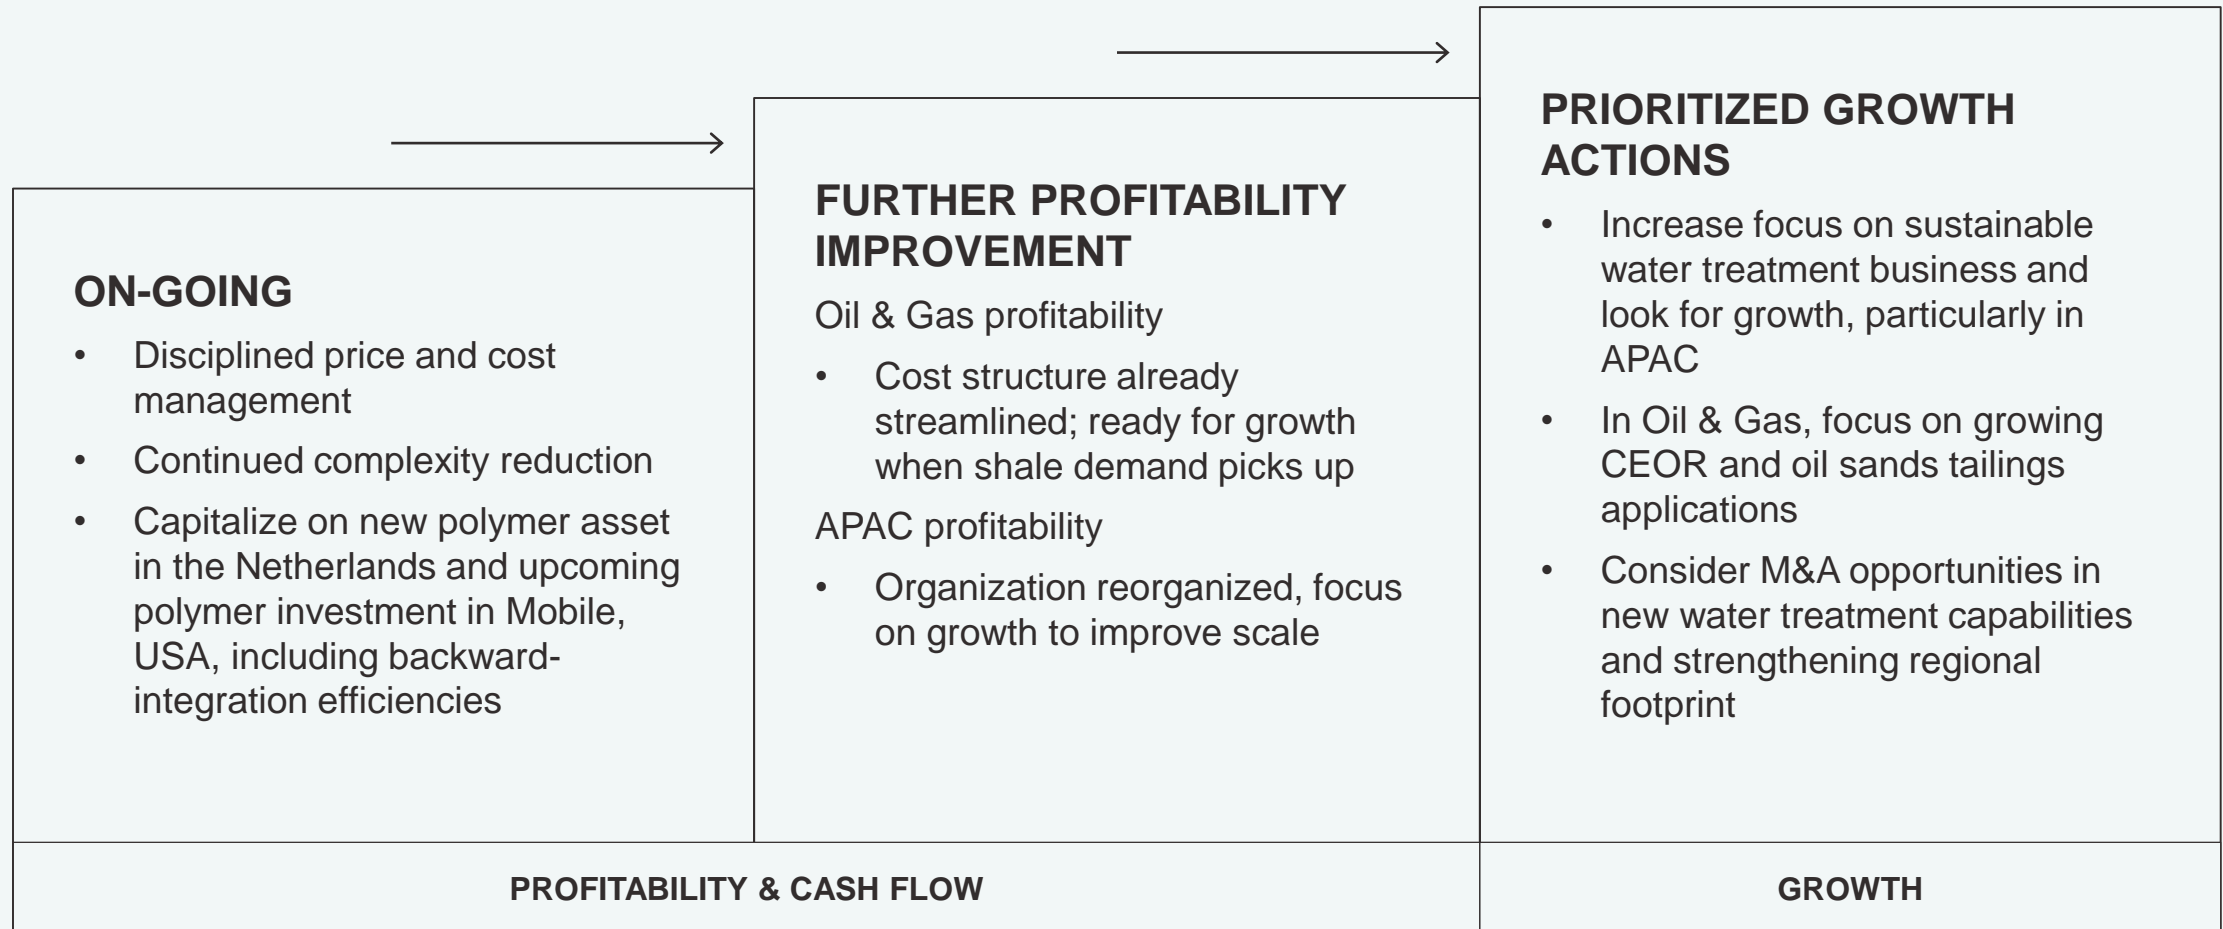 ON-GOING
• Disciplined price and cost
management
• Continued complexity reduction
• Capitalize on new polymer asset
in the Netherlands and upcoming
polymer investment in Mobile,
USA, including backward-
integration efficiencies
FURTHER PROFITABILITY
IMPROVEMENT
Oil & Gas profitability
• Cost structure already
streamlined; ready for growth
when shale demand picks up
APAC profitability
• Organization reorganized, focus
on growth to improve scale
PRIORITIZED GROWTH
ACTIONS
• Increase focus on sustainable
water treatment business and
look for growth, particularly in
APAC
• In Oil & Gas, focus on growing
CEOR and oil sands tailings
applications
• Consider M&A opportunities in
new water treatment capabilities
and strengthening regional
footprint
PROFITABILITY & CASH FLOW
GROWTH